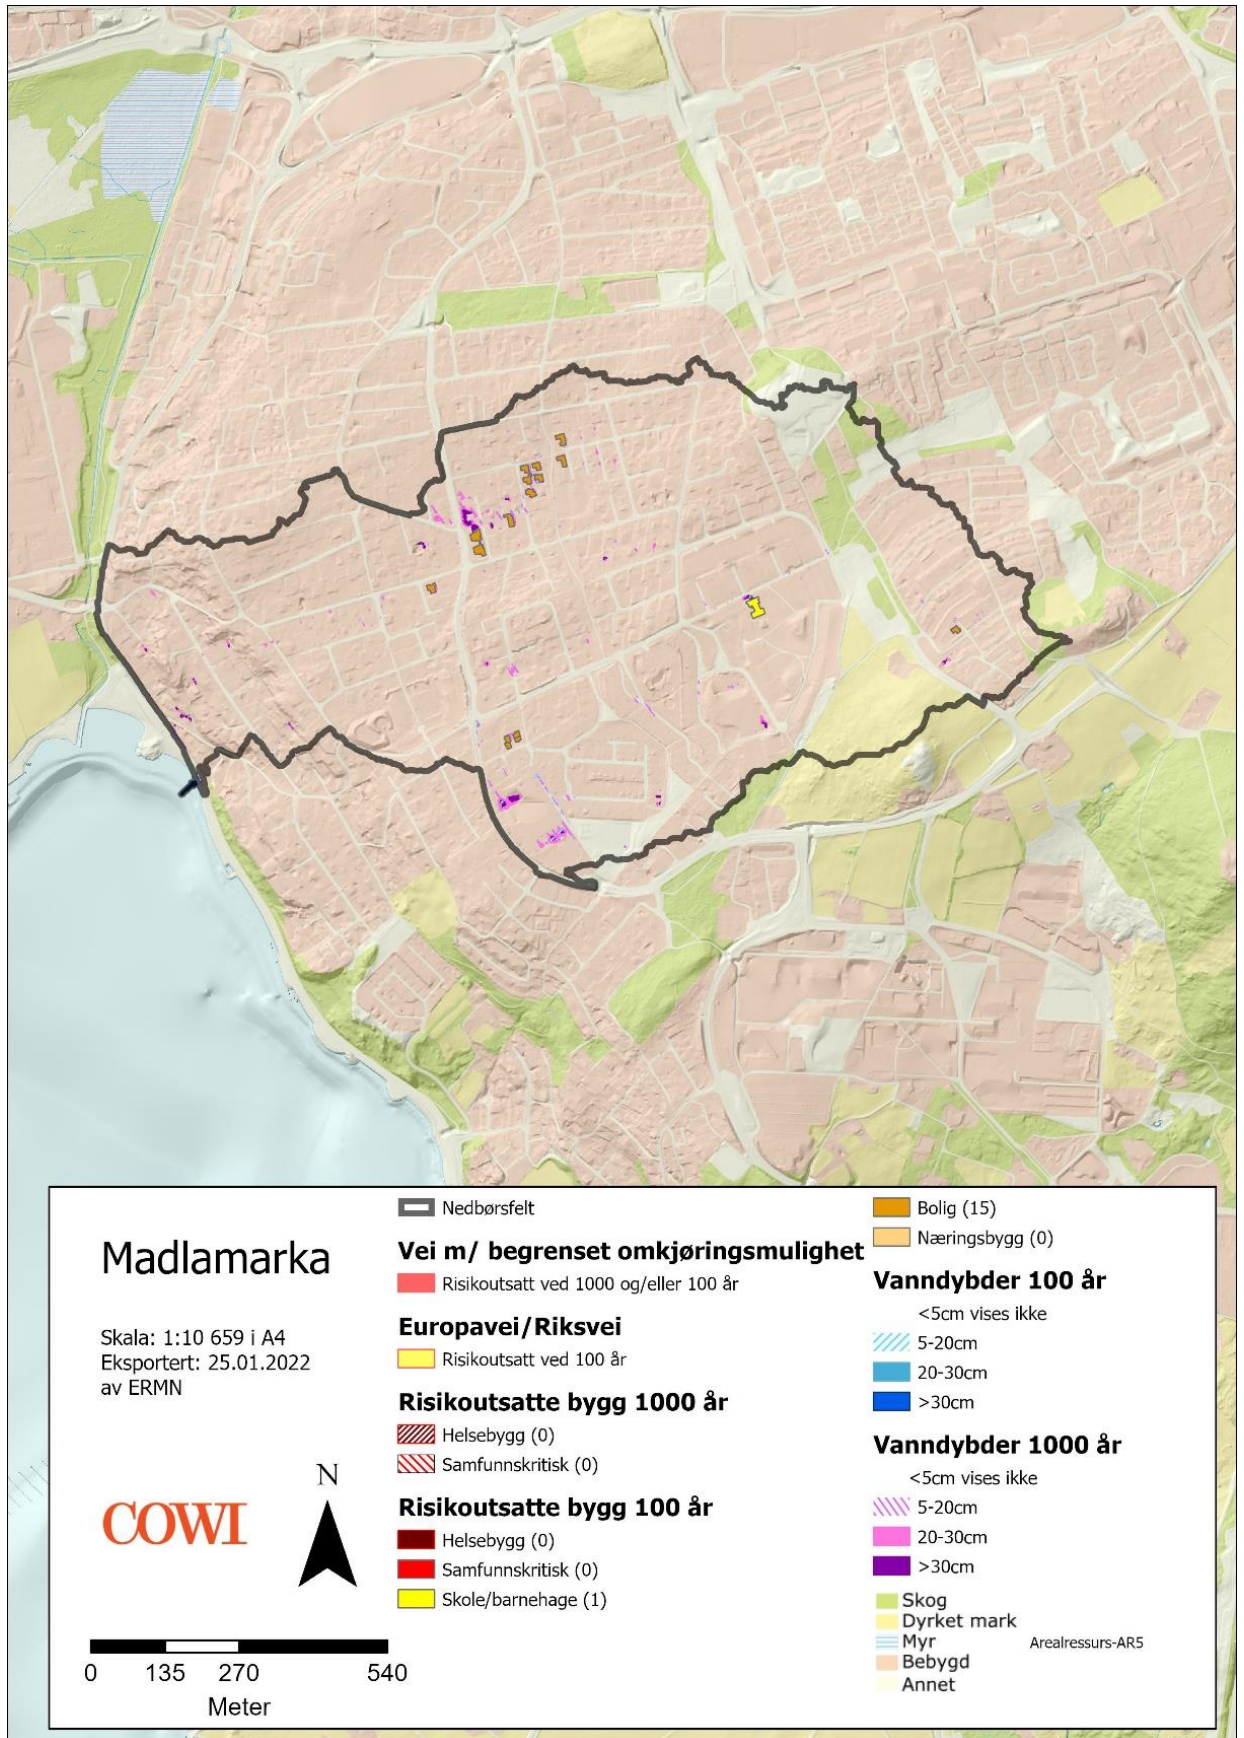 Madlamarka
Skala: 1:10 659 i A4
Eksportert: 25.01.2022
av ERMN
COWI
N
0 135 270 540
Meter
Nedbørsfelt
Vei m/ begrenset omkjøringsmulighet
Risikoutsatt ved 1000 og/eller 100 år
Europavei/Riksvei
Risikoutsatt ved 100 år
Risikoutsatte bygg 1000 år
Helsebygg (0)
Samfunnskritisk (0)
Risikoutsatte bygg 100 år
Helsebygg (0)
Samfunnskritisk (0)
Skole/barnehage (1)
Bolig (15)
Næringsbygg (0)
Vanndybder 100 år
<5cm vises ikke
5-20cm
20-30cm
>30cm
Vanndybder 1000 år
<5cm vises ikke
5-20cm
20-30cm
>30cm
Skog
Dyrket mark
Myr
Bebygd
Annet
Arealressurs-AR5